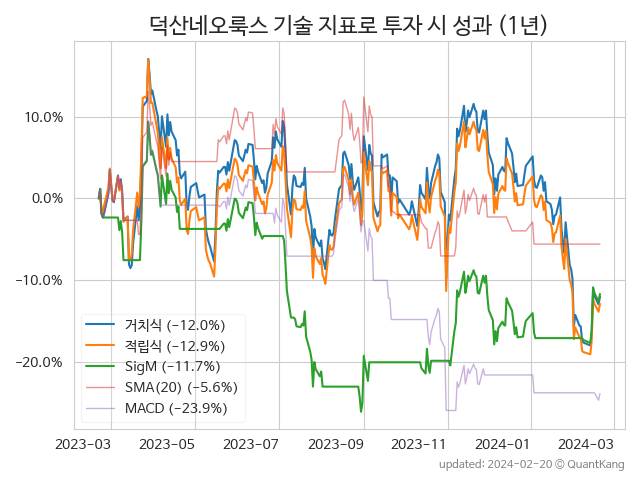 덕산네오룩스 기술 지표로 투자 시 성과 (1년)
10.0%
0.0%
−10.0%
−20.0%
거치식 (−12.0%)
적립식 (−12.9%)
SigM (−11.7%)
SMA(20) (−5.6%)
MACD (−23.9%)
2023-03 2023-05 2023-07 2023-09 2023-11 2024-01 2024-03
updated: 2024-02-20 © QuantKang